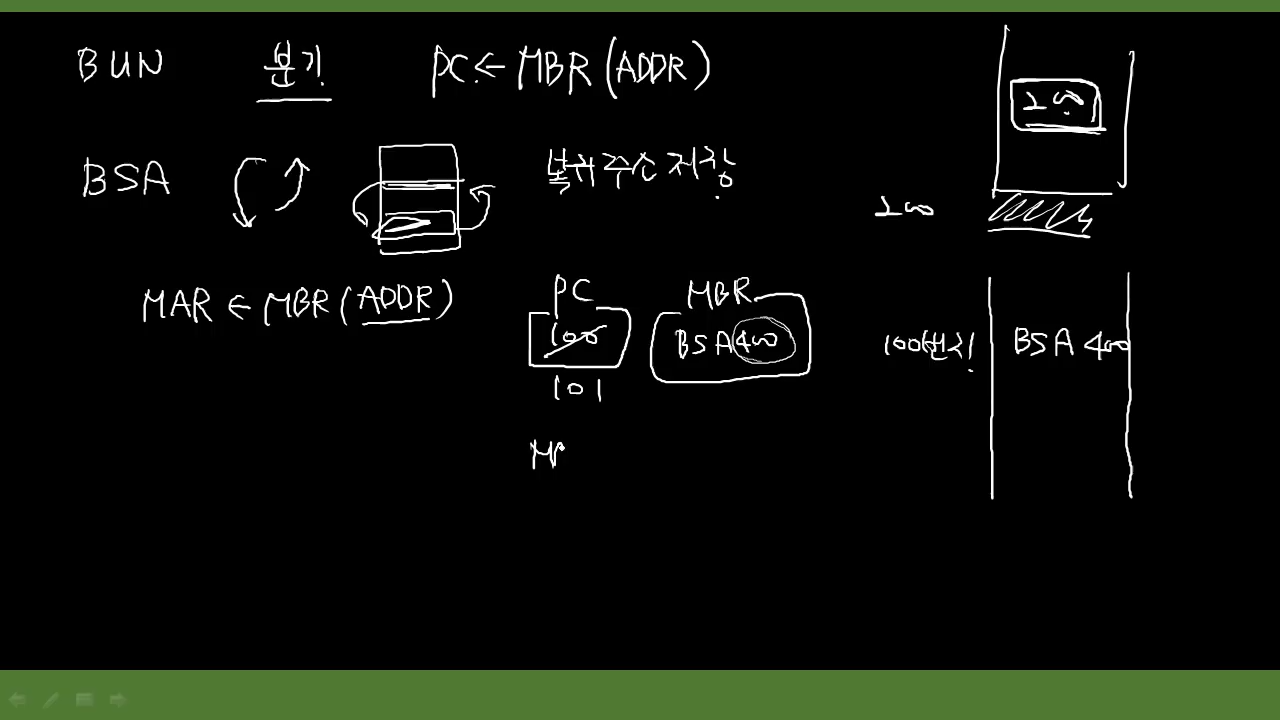 BUN 분기 PC ← MBR(ADDR)
200
BSA 복귀 주소 저장
200
MAR ← MBR(ADDR)
PC MBR
100 BSA 400 100번지 BSA 400
101